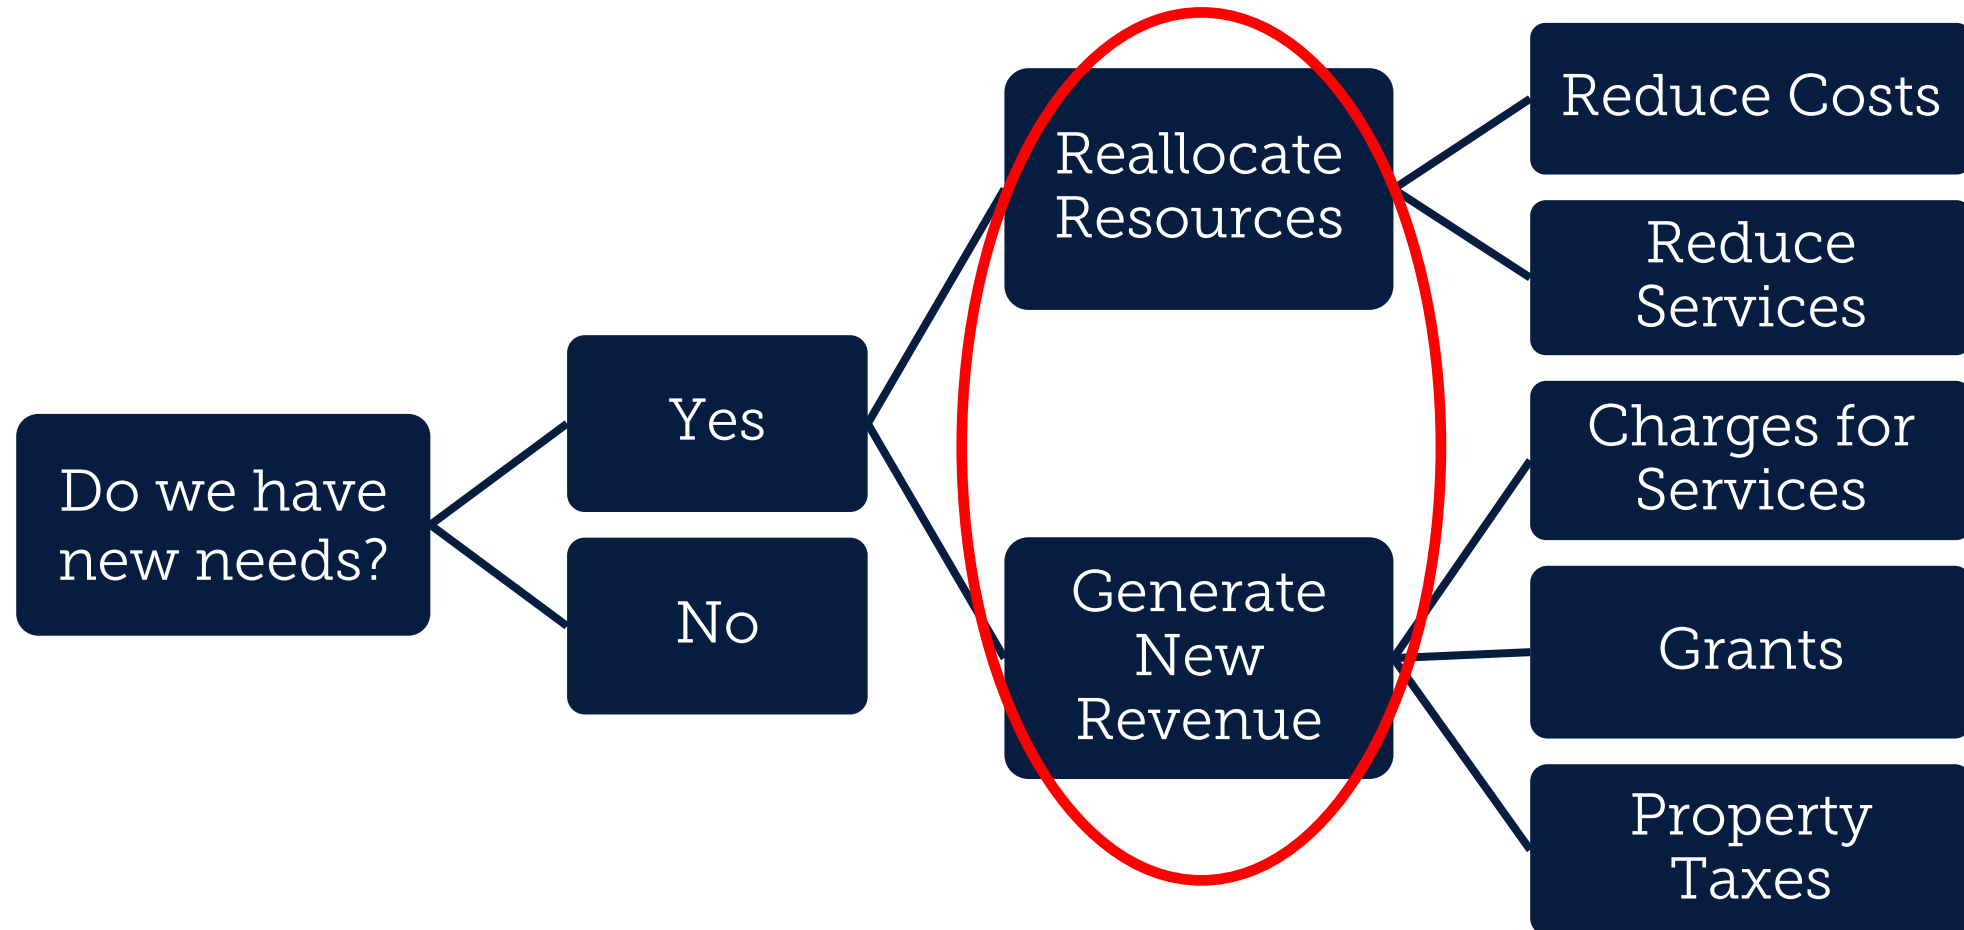 Do we have
new needs?
Yes
No
Reallocate
Resources
Generate
New
Revenue
Reduce Costs
Reduce
Services
Charges for
Services
Grants
Property
Taxes